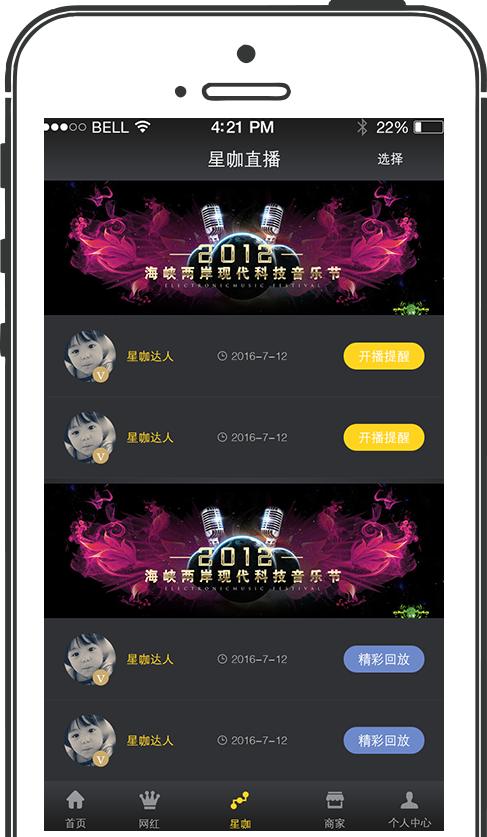 BELL 4:21 PM 22%
星咖直播 选择
2012
海峡两岸现代科技音乐节
ELECTRONICMUSIC FESTIVAL
星咖达人 2016-7-12 开播提醒
V
星咖达人 2016-7-12 开播提醒
V
2012
海峡两岸现代科技音乐节
ELECTRONICMUSIC FESTIVAL
星咖达人 2016-7-12 精彩回放
V
星咖达人 2016-7-12 精彩回放
V
首页 网红 星咖 商家 个人中心